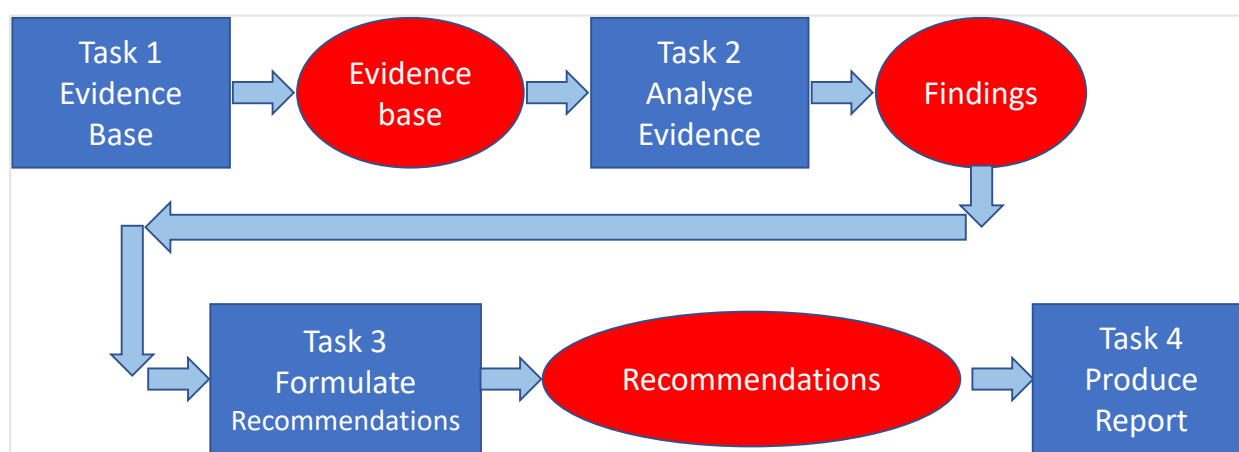 Task 1
Evidence
Base
Evidence
base
Task 2
Analyse
Evidence
Findings
Task 3
Formulate
Recommendations
Recommendations
Task 4
Produce
Report